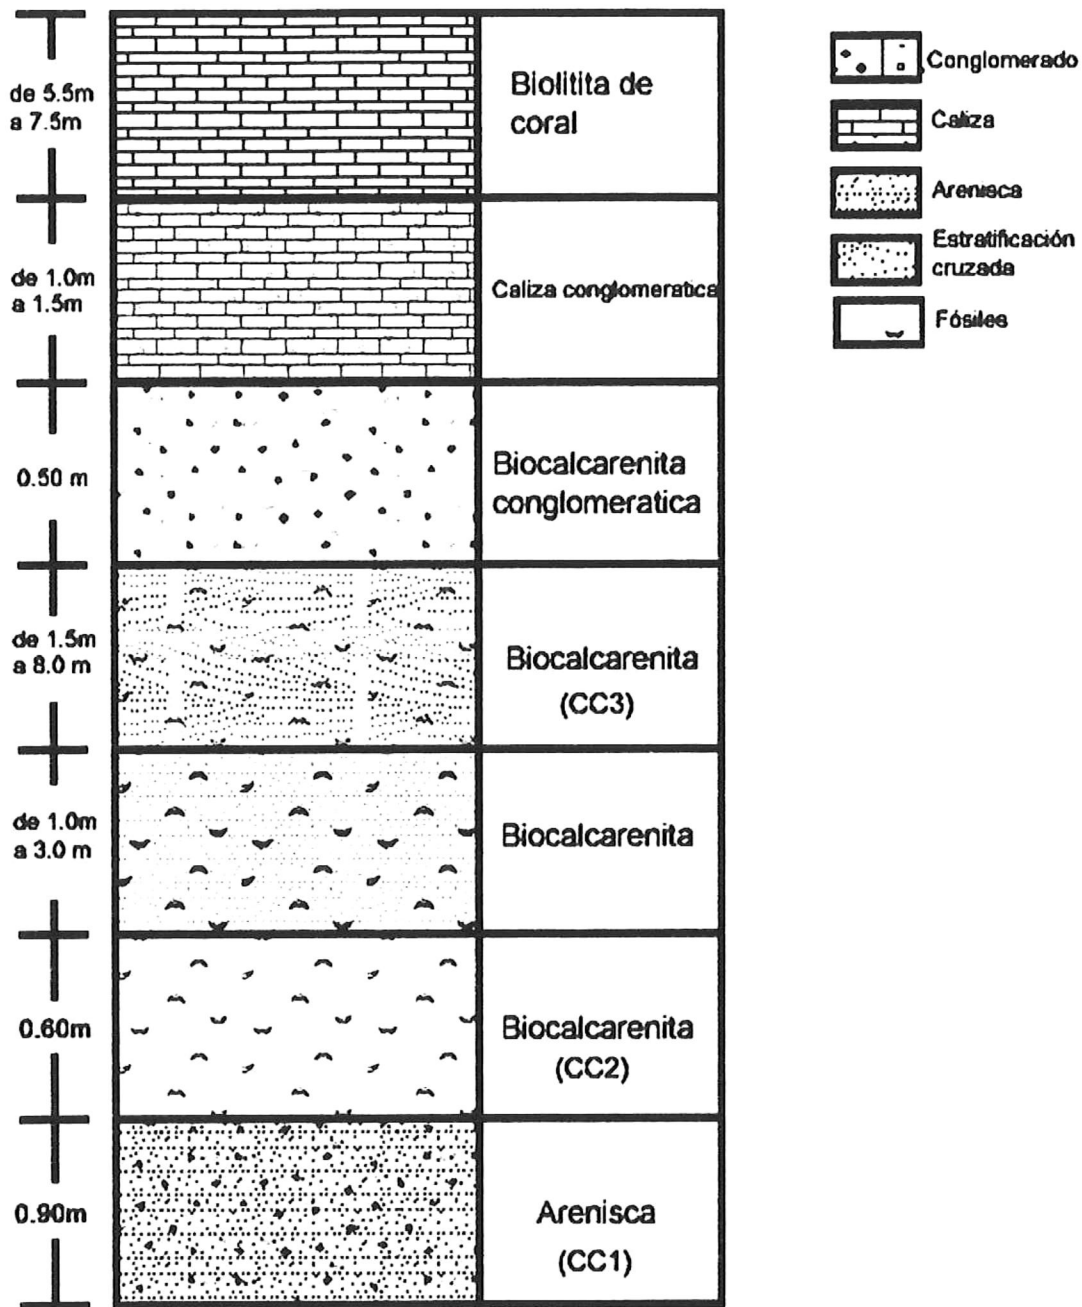 de 5.5m
a 7.5m
Biolitita de
coral
de 1.0m
a 1.5m
Caliza conglomeratica
0.50 m
Biocalcarenita
conglomeratica
de 1.5m
a 8.0 m
Biocalcarenita
(CC3)
de 1.0m
a 3.0 m
Biocalcarenita
0.60m
Biocalcarenita
(CC2)
0.90m
Arenisca
(CC1)
Conglomerado
Caliza
Arenisca
Estratificación
cruzada
Fósiles